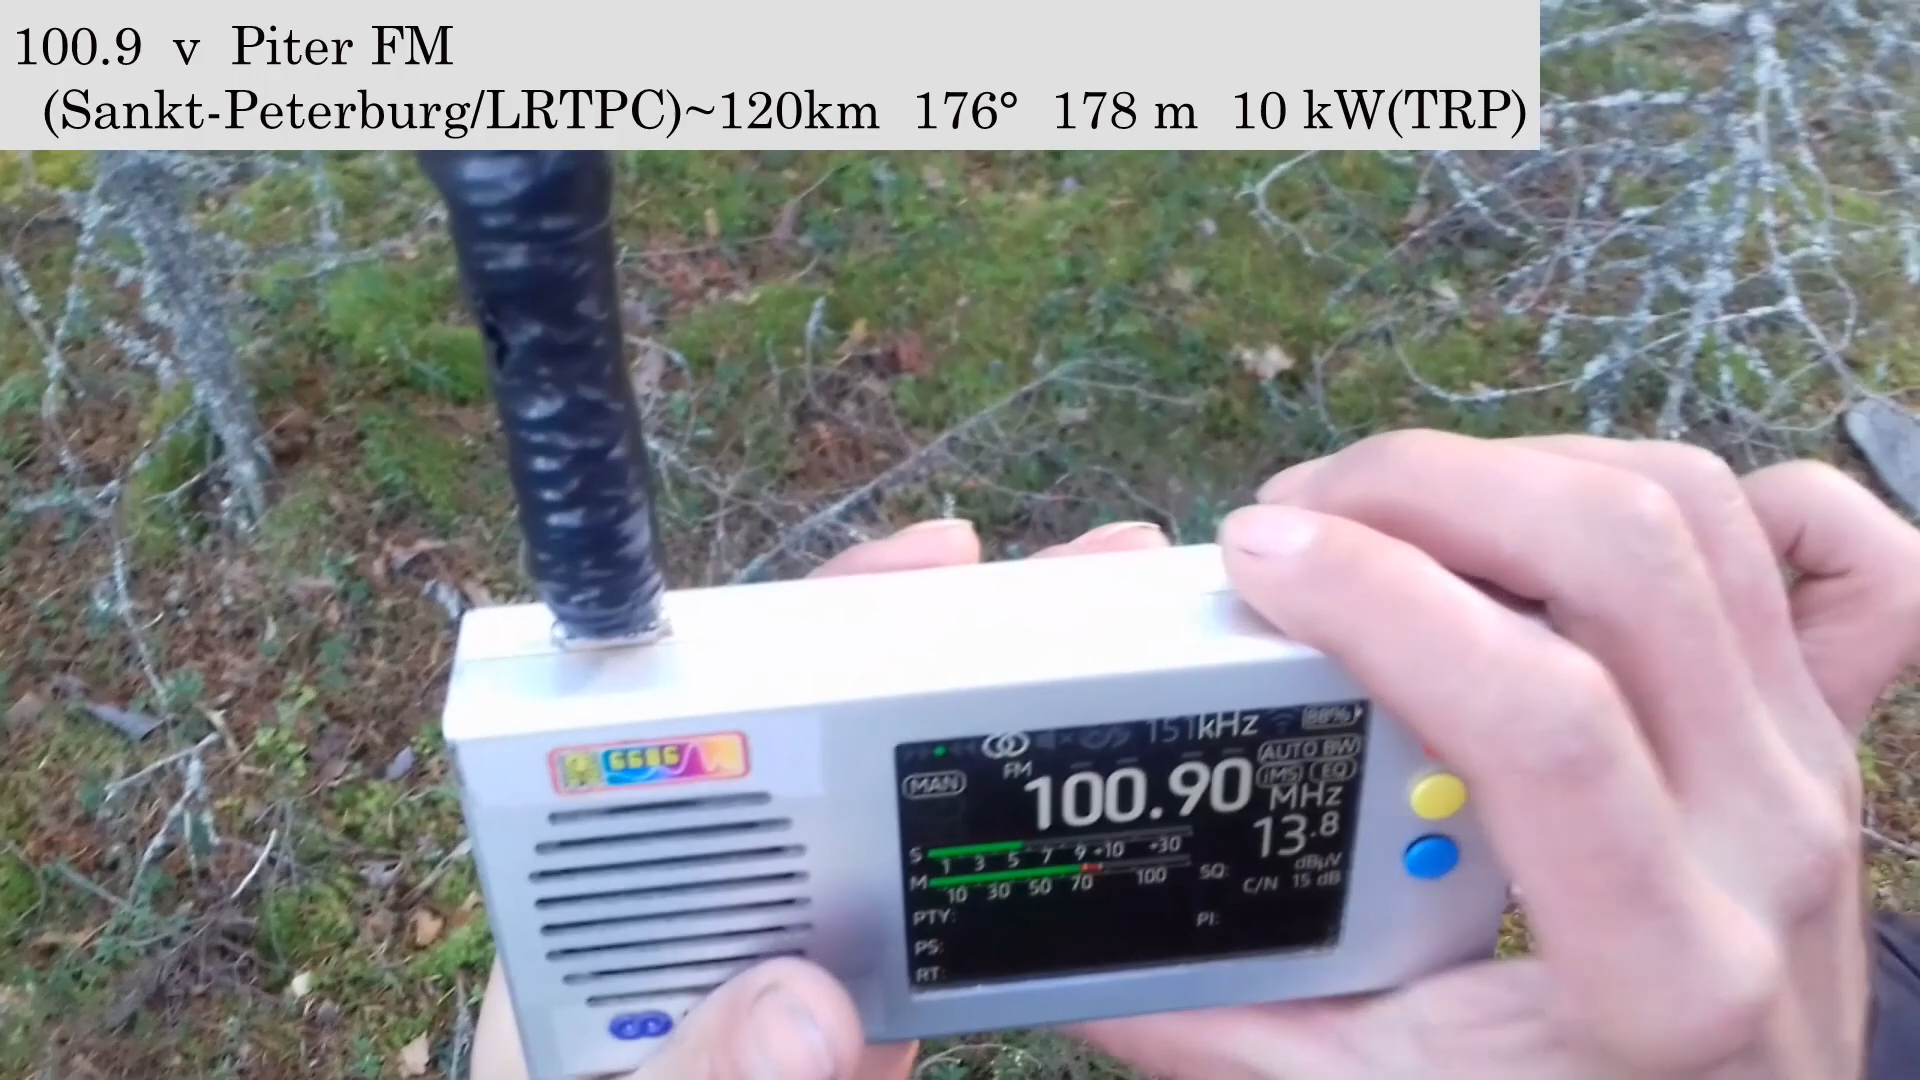 100.9 v Piter FM
(Sankt-Peterburg/LRTPC)~120km 176° 178 m 10 kW(TRP)
6686
151kHz 88%
AUTO BW
MAN FM 100.90 iMS EQ
MHz
13.8
dBµV
S 1 3 5 7 9 +10 +30
M 10 30 50 70 100 SQ: C/N 15 dB
PTY: PI:
PS:
RT: